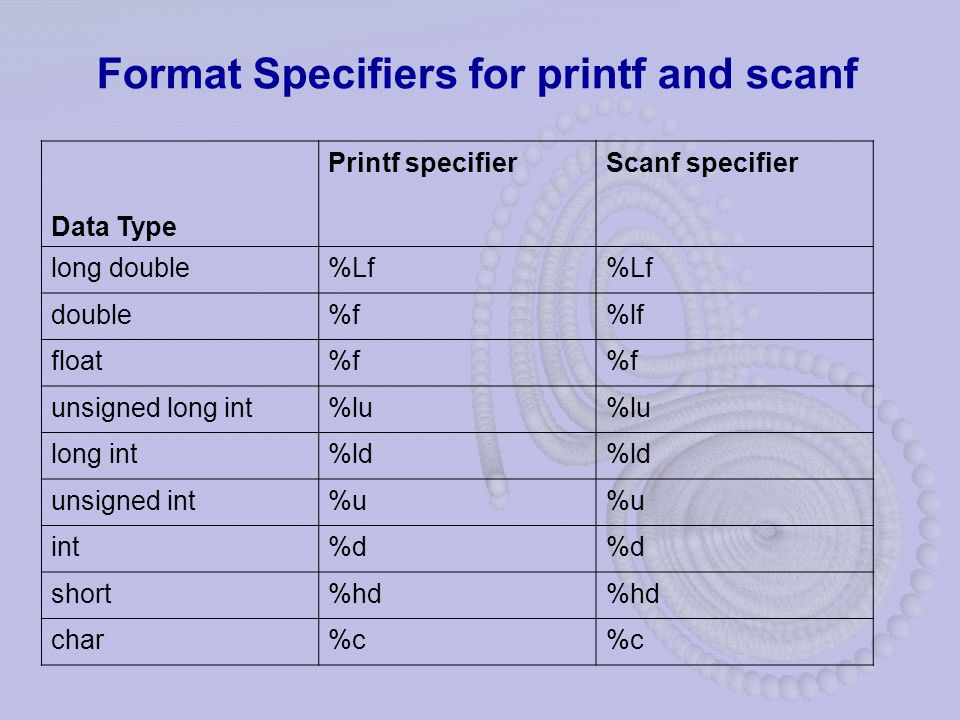 Format Specifiers for printf and scanf
Data Type Printf specifier Scanf specifier
long double %Lf %Lf
double %f %lf
float %f %f
unsigned long int %lu %lu
long int %ld %ld
unsigned int %u %u
int %d %d
short %hd %hd
char %c %c